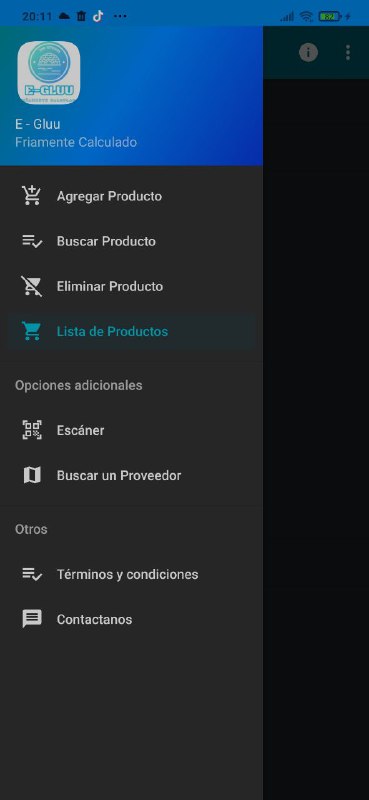 20:11
82
E-GLUU
E - Gluu
Friamente Calculado
Agregar Producto
Buscar Producto
Eliminar Producto
Lista de Productos
Opciones adicionales
Escáner
Buscar un Proveedor
Otros
Términos y condiciones
Contactanos